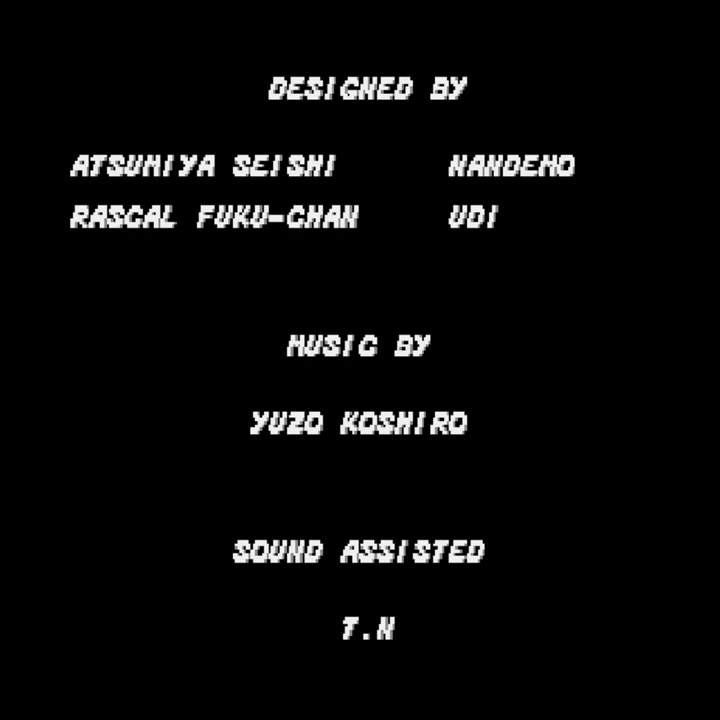 DESIGNED BY
ATSUMIYA SEISHI NANDEMO
RASCAL FUKU-CHAN UDI
MUSIC BY
YUZO KOSHIRO
SOUND ASSISTED
T.N